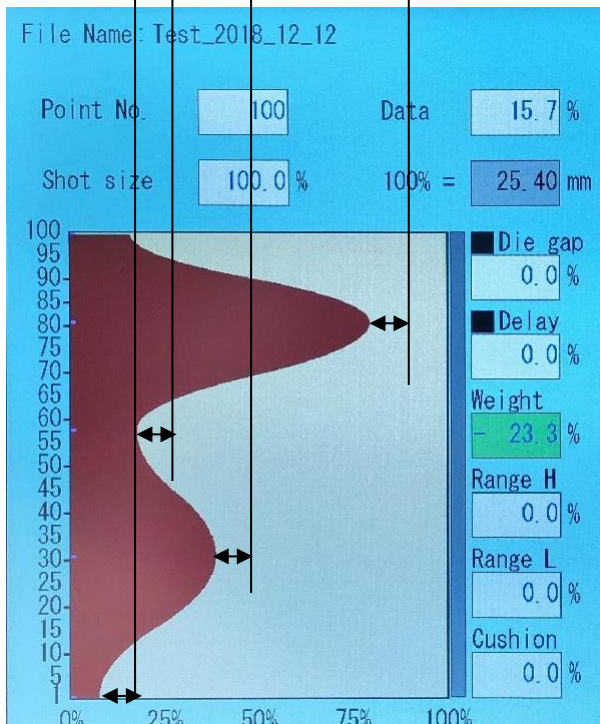 File Name: Test_2018_12_12
Point No. 100 Data 15.7 %
Shot size 100.0 % 100% = 25.40 mm
100
95
90
85
80
75
70
65
60
55
50
45
40
35
30
25
20
15
10
5
1
0% 25% 50% 75% 100%
Die gap
0.0 %
Delay
0.0 %
Weight
- 23.3 %
Range H
0.0 %
Range L
0.0 %
Cushion
0.0 %